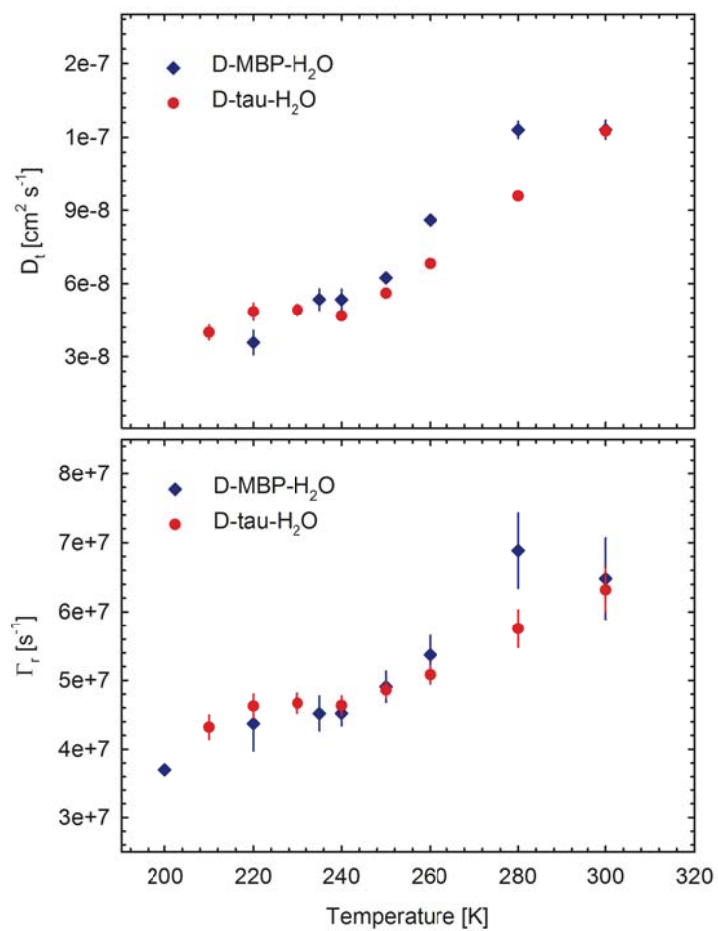 2e-7
1e-7
9e-8
6e-8
3e-8
D-MBP-H₂O
D-tau-H₂O
Dₜ [cm² s⁻¹]
8e+7
7e+7
6e+7
5e+7
4e+7
3e+7
D-MBP-H₂O
D-tau-H₂O
Γᵣ [s⁻¹]
200 220 240 260 280 300 320
Temperature [K]